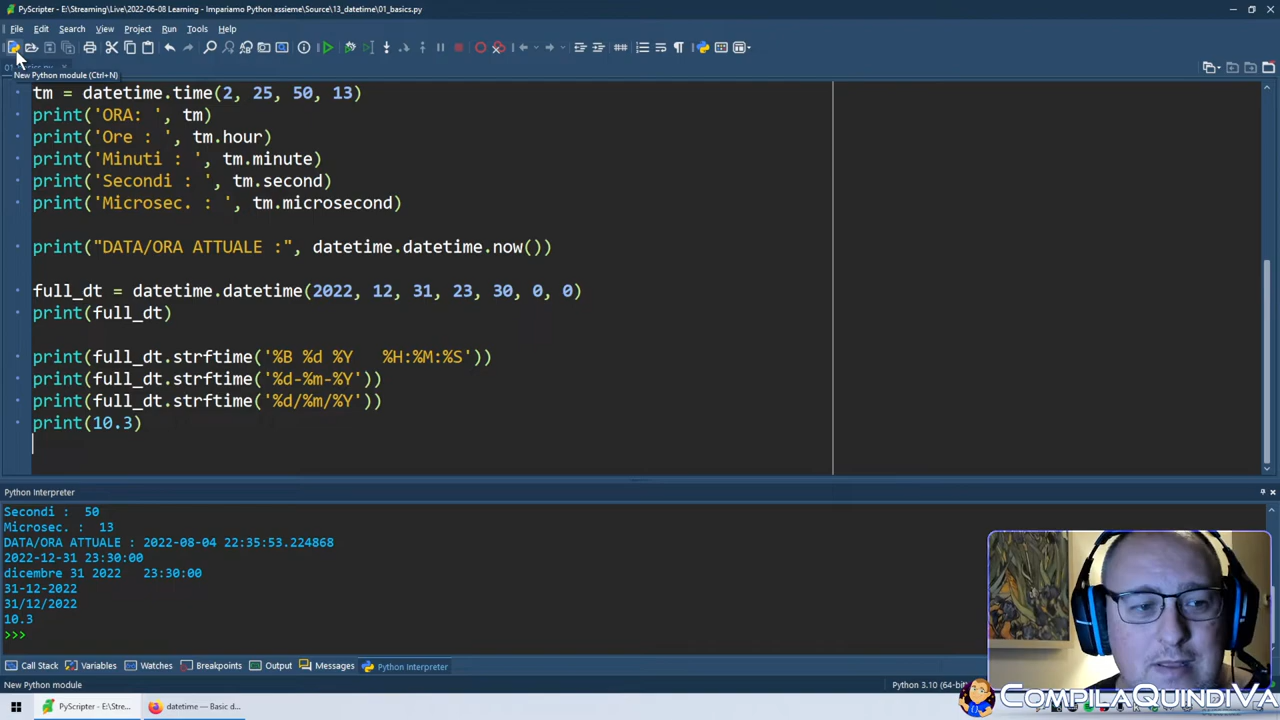 PyScripter - E:\Streaming\Live\2022-06-08 Learning - Impariamo Python assieme\Source\13_datetime\01_basics.py
File Edit Search View Project Run Tools Help
New Python module (Ctrl+N)
tm = datetime.time(2, 25, 50, 13)
print('ORA: ', tm)
print('Ore : ', tm.hour)
print('Minuti : ', tm.minute)
print('Secondi : ', tm.second)
print('Microsec. : ', tm.microsecond)
print("DATA/ORA ATTUALE :", datetime.datetime.now())
full_dt = datetime.datetime(2022, 12, 31, 23, 30, 0, 0)
print(full_dt)
print(full_dt.strftime('%B %d %Y   %H:%M:%S'))
print(full_dt.strftime('%d-%m-%Y'))
print(full_dt.strftime('%d/%m/%Y'))
print(10.3)
Python Interpreter
Secondi :  50
Microsec. :  13
DATA/ORA ATTUALE : 2022-08-04 22:35:53.224868
2022-12-31 23:30:00
dicembre 31 2022   23:30:00
31-12-2022
31/12/2022
10.3
>>>
Call Stack Variables Watches Breakpoints Output Messages Python Interpreter
New Python module
Python 3.10 (64-bit)
PyScripter - E:\Stre...
datetime — Basic d...
CompilaQuindiVa